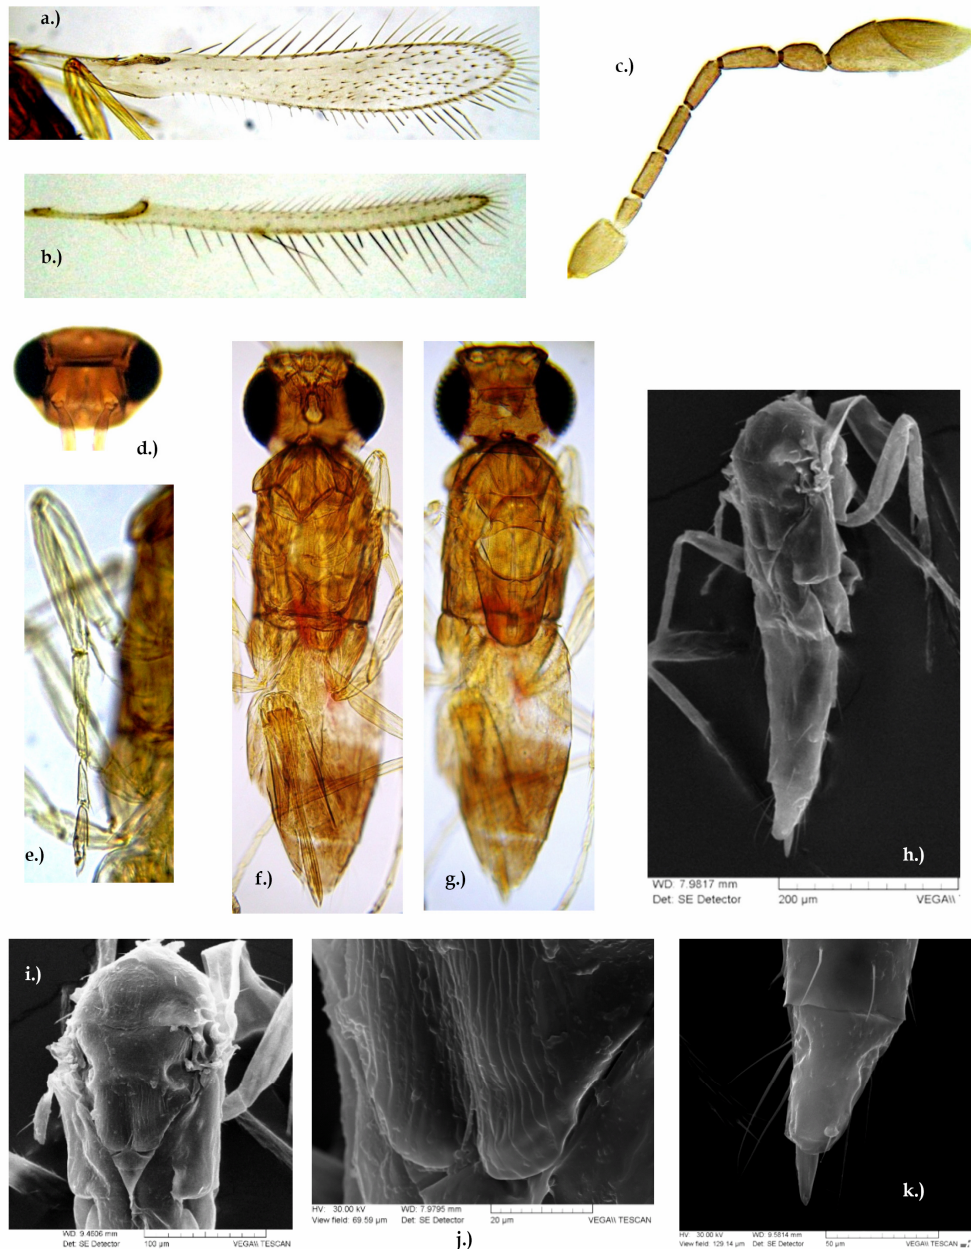 a.)
c.)
b.)
d.)
e.)
f.)
g.)
h.)
WD: 7.9817 mm
Det: SE Detector
200 µm
VEGA\\
i.)
WD: 9.4606 mm
Det: SE Detector
100 µm
VEGA\\ TESCAN
HV: 30.00 kV
WD: 7.9795 mm
View field: 69.59 µm
Det: SE Detector
20 µm
VEGA\\ TESCAN
j.)
k.)
HV: 30.00 kV
WD: 9.5814 mm
View field: 129.14 µm
Det: SE Detector
50 µm
VEGA\\ TESCAN